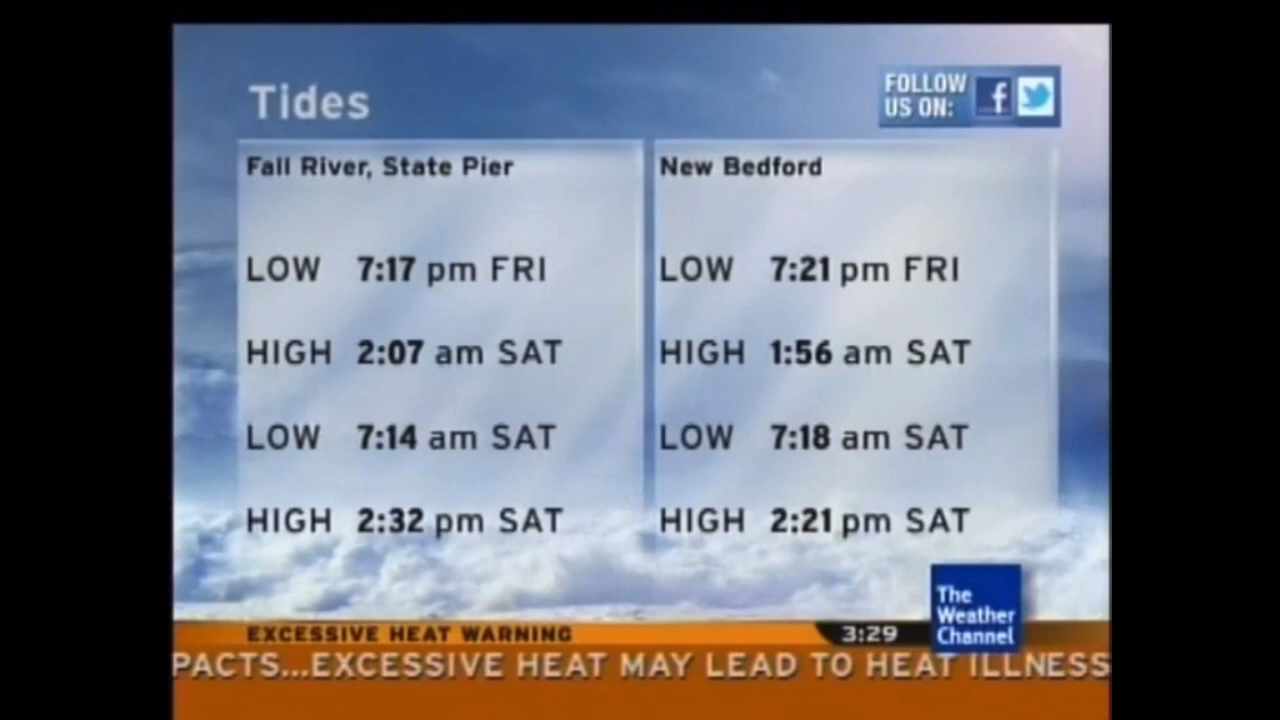 Tides
FOLLOW
US ON:
Fall River, State Pier
LOW 7:17 pm FRI
HIGH 2:07 am SAT
LOW 7:14 am SAT
HIGH 2:32 pm SAT
New Bedford
LOW 7:21 pm FRI
HIGH 1:56 am SAT
LOW 7:18 am SAT
HIGH 2:21 pm SAT
The
Weather
Channel
EXCESSIVE HEAT WARNING
3:29
PACTS...EXCESSIVE HEAT MAY LEAD TO HEAT ILLNESS